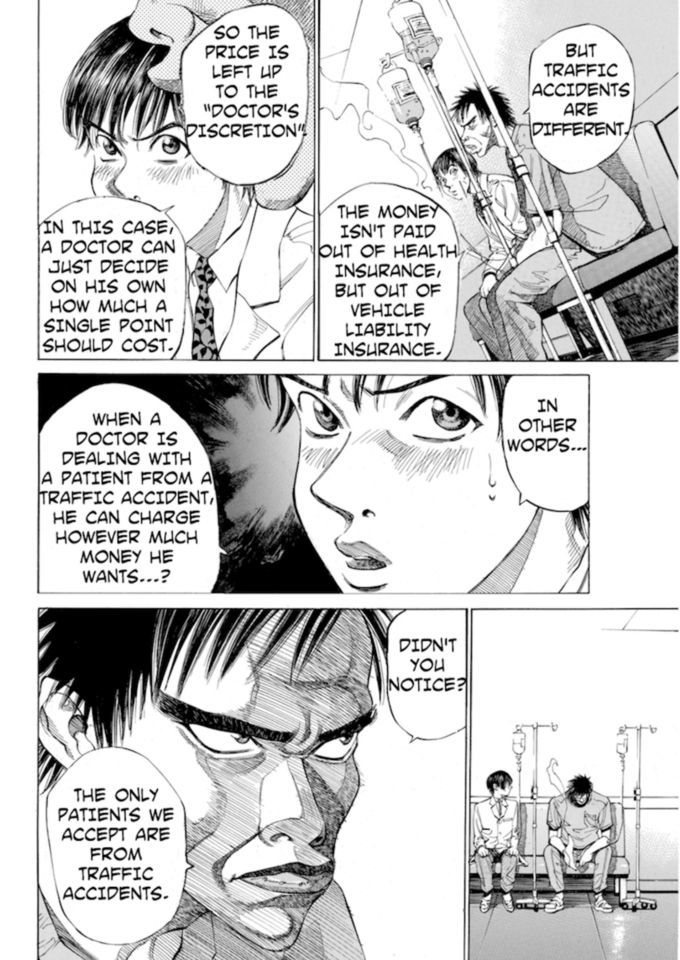 BUT
TRAFFIC
ACCIDENTS
ARE
DIFFERENT.
THE MONEY
ISN'T PAID
OUT OF HEALTH
INSURANCE,
BUT OUT OF
VEHICLE
LIABILITY
INSURANCE.
SO THE
PRICE IS
LEFT UP
TO THE
"DOCTOR'S
DISCRETION".
IN THIS CASE,
A DOCTOR CAN
JUST DECIDE
ON HIS OWN
HOW MUCH A
SINGLE POINT
SHOULD COST.
IN
OTHER
WORDS...
WHEN A
DOCTOR IS
DEALING WITH
A PATIENT FROM A
TRAFFIC ACCIDENT,
HE CAN CHARGE
HOWEVER MUCH
MONEY HE
WANTS...?
DIDN'T
YOU
NOTICE?
THE ONLY
PATIENTS WE
ACCEPT ARE
FROM
TRAFFIC
ACCIDENTS.